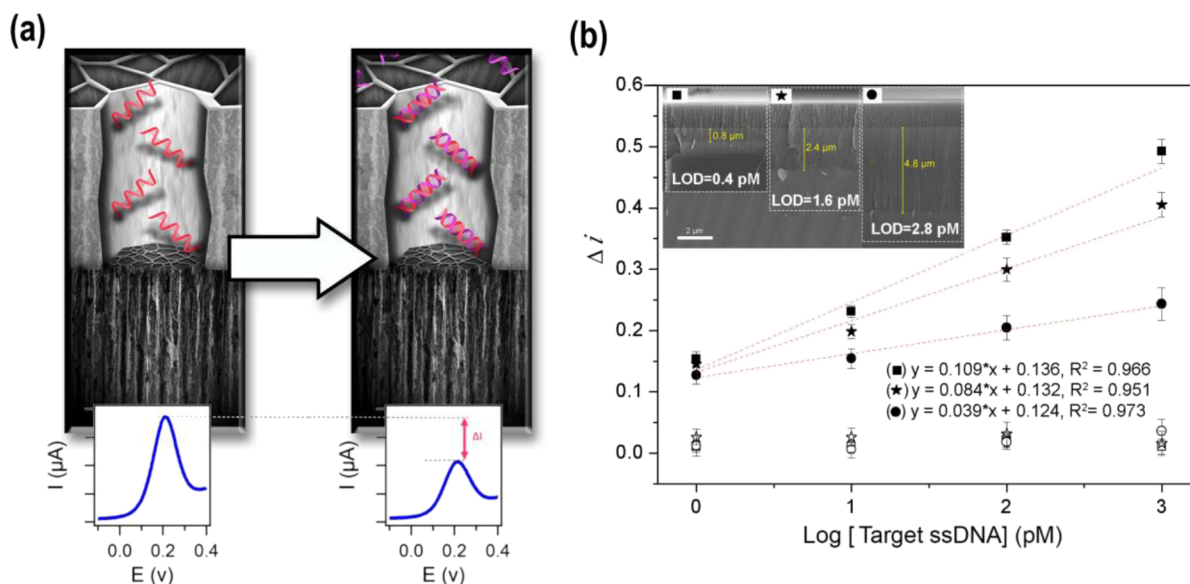 (a)
I (μA)
0.0 0.2 0.4
E (v)
ΔI
I (μA)
0.0 0.2 0.4
E (v)
(b)
Δ i
0.6
0.5
0.4
0.3
0.2
0.1
0.0
■ ★ ●
0.8 μm
2.4 μm
4.8 μm
LOD=0.4 pM
LOD=1.6 pM
LOD=2.8 pM
2 μm
(■) y = 0.109*x + 0.136, R² = 0.966
(★) y = 0.084*x + 0.132, R² = 0.951
(●) y = 0.039*x + 0.124, R²= 0.973
0 1 2 3
Log [ Target ssDNA] (pM)